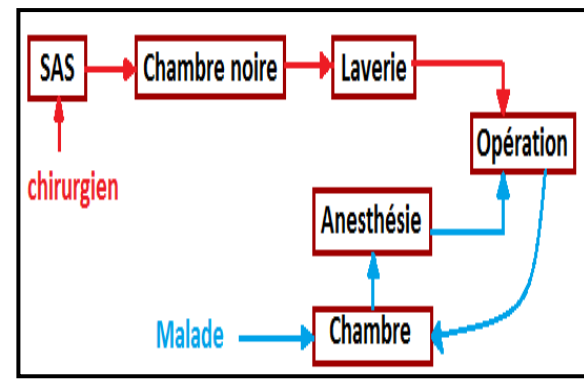 SAS
Chambre noire
Laverie
chirurgien
Opération
Anesthésie
Malade
Chambre